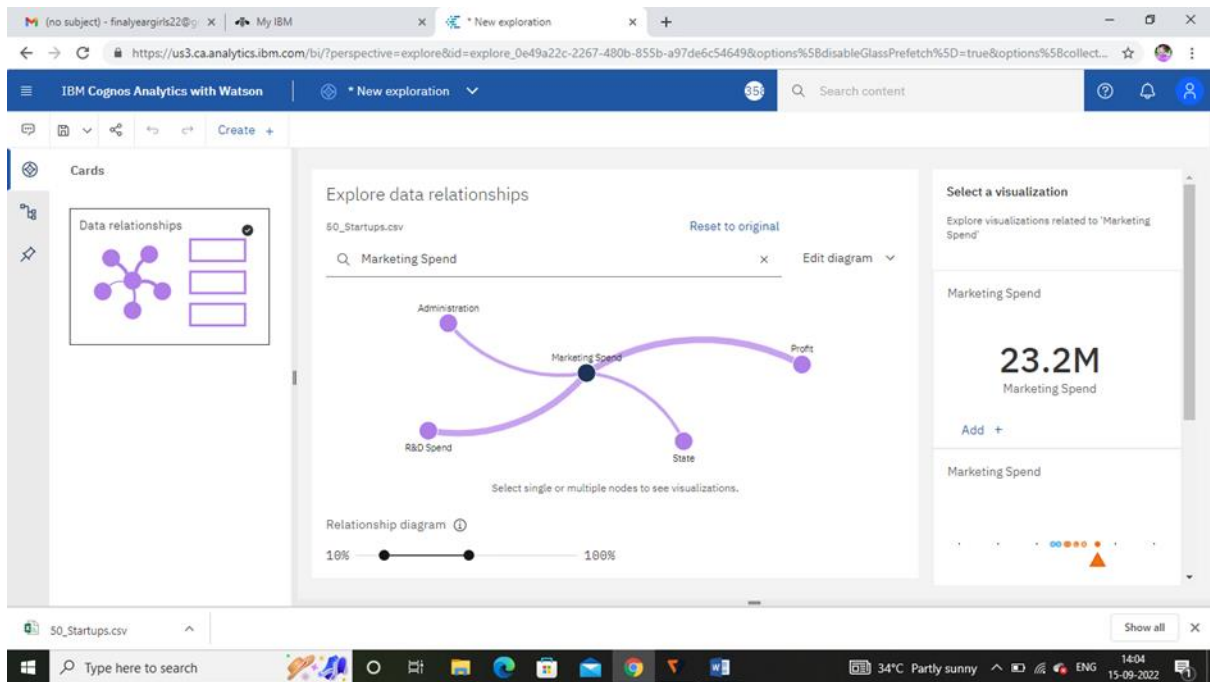 (no subject) - finalyeargirls22@g
My IBM
* New exploration
https://us3.ca.analytics.ibm.com/bi/?perspective=explore&id=explore_0e49a22c-2267-480b-855b-a97de6c54649&options%5BdisableGlassPrefetch%5D=true&options%5Bcollect...
IBM Cognos Analytics with Watson
* New exploration
Search content
Create +
Cards
Data relationships
Explore data relationships
50_Startups.csv
Reset to original
Marketing Spend
Edit diagram
Administration
Marketing Spend
Profit
R&D Spend
State
Select single or multiple nodes to see visualizations.
Relationship diagram
10%
100%
Select a visualization
Explore visualizations related to 'Marketing
Spend'
Marketing Spend
23.2M
Marketing Spend
Add +
Marketing Spend
50_Startups.csv
Show all
Type here to search
34°C Partly sunny
ENG
14:04
15-09-2022